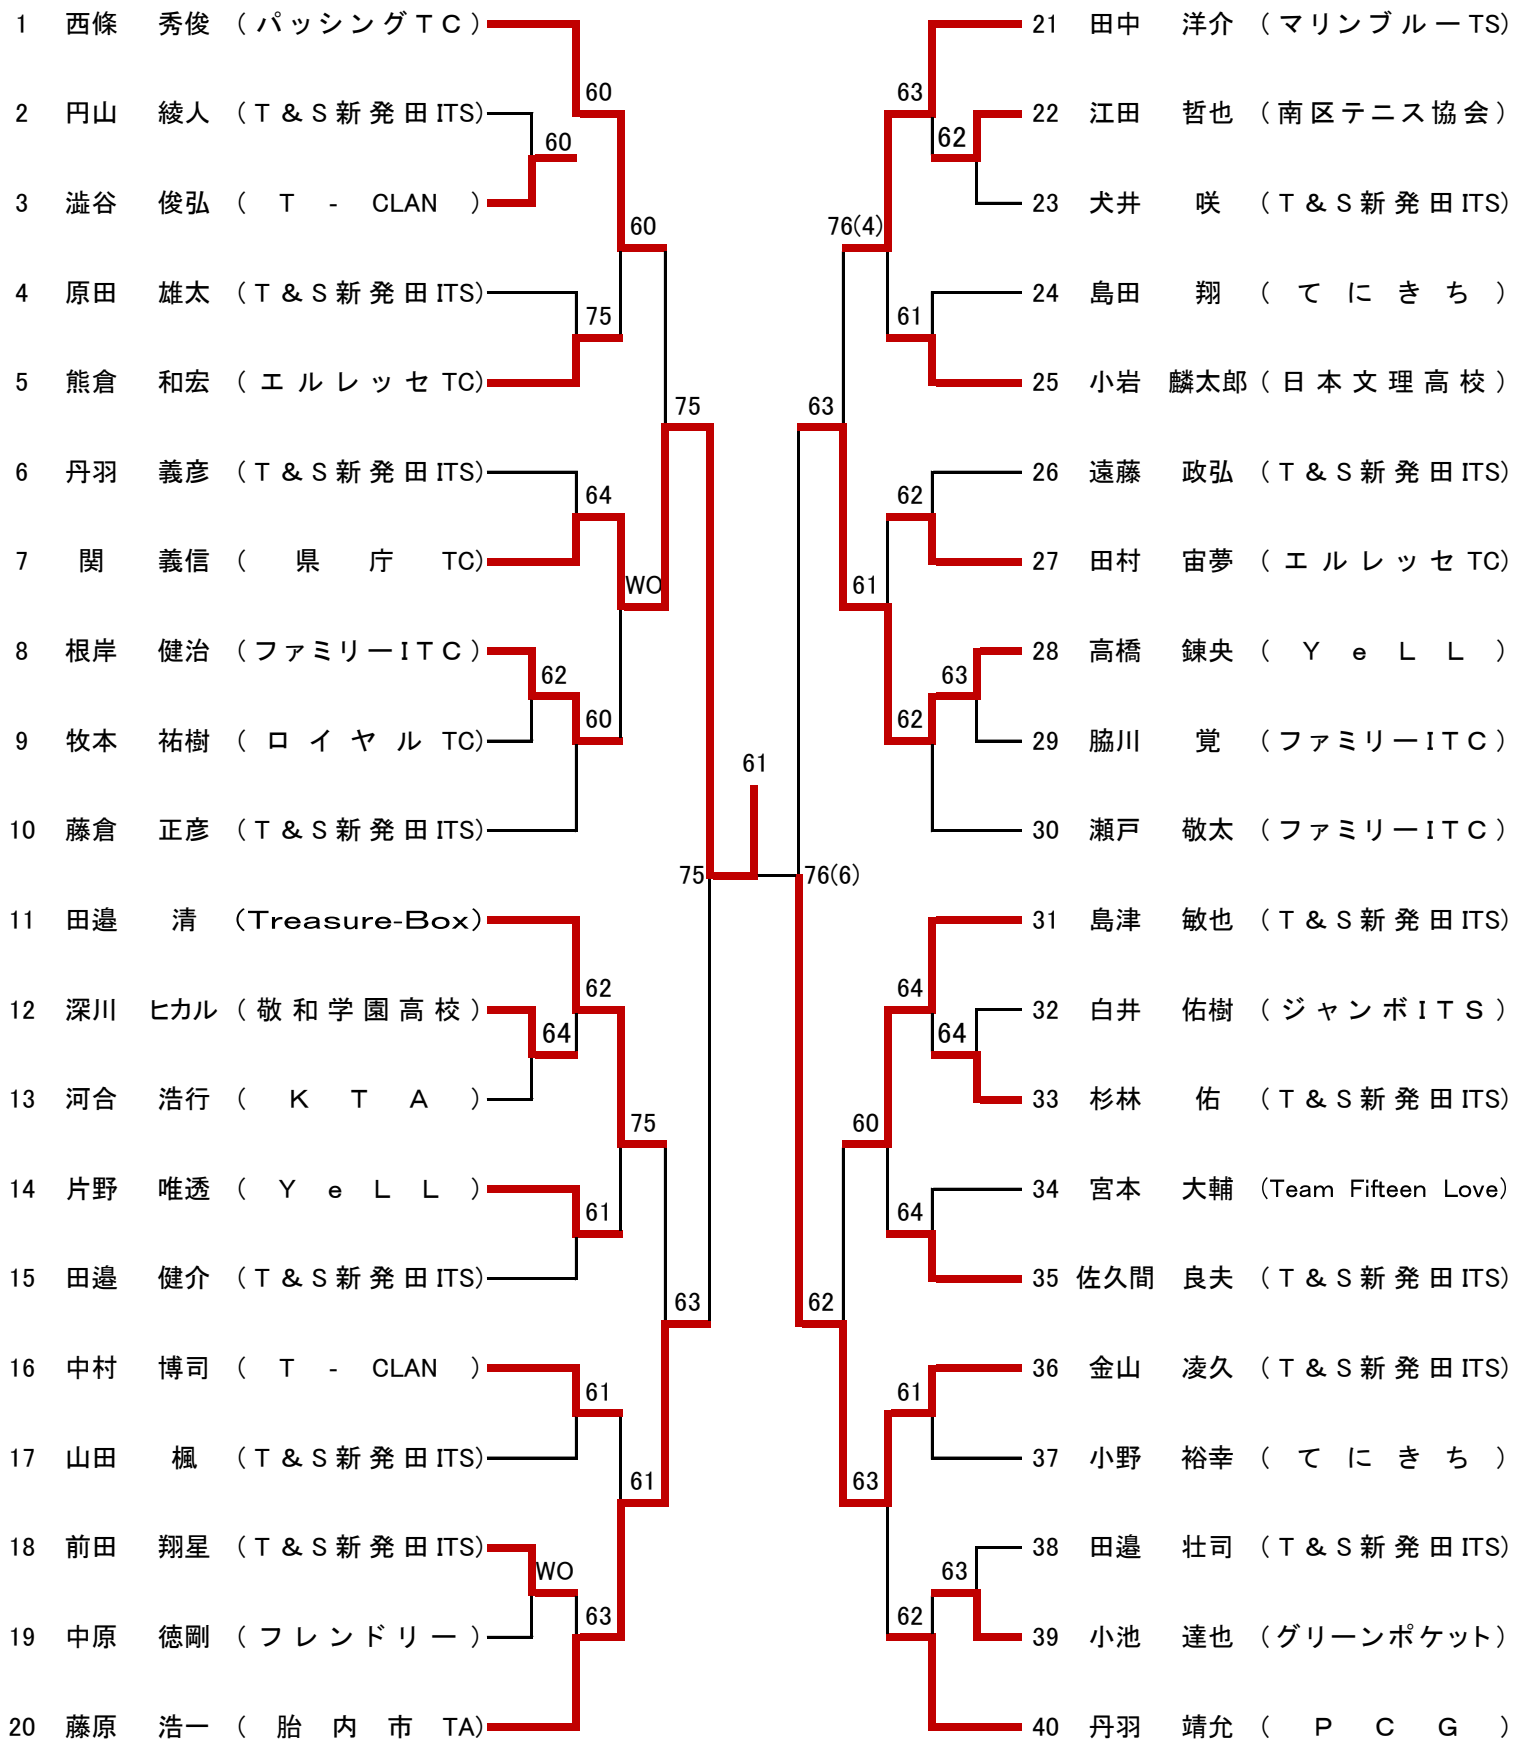 1 西條 秀俊 (パッシングTC)
60
2 円山 綾人 (T&S新発田ITS)
60
3 澁谷 俊弘 (T-CLAN)
60
4 原田 雄太 (T&S新発田ITS)
75
5 熊倉 和宏 (エルレッセTC)
75
6 丹羽 義彦 (T&S新発田ITS)
64
7 関 義信 (県庁TC)
WO
8 根岸 健治 (ファミリーITC)
62
60
9 牧本 祐樹 (ロイヤルTC)
10 藤倉 正彦 (T&S新発田ITS)
75
11 田邉 清 (Treasure-Box)
62
12 深川 ヒカル (敬和学園高校)
64
13 河合 浩行 (KTA)
75
14 片野 唯透 (YeLL)
61
15 田邉 健介 (T&S新発田ITS)
63
16 中村 博司 (T-CLAN)
61
17 山田 楓 (T&S新発田ITS)
61
18 前田 翔星 (T&S新発田ITS)
WO
63
19 中原 徳剛 (フレンドリー)
20 藤原 浩一 (胎内市TA)
61
21 田中 洋介 (マリンブルーTS)
63
22 江田 哲也 (南区テニス協会)
62
23 犬井 咲 (T&S新発田ITS)
76(4)
24 島田 翔 (てにきち)
61
25 小岩 麟太郎 (日本文理高校)
63
26 遠藤 政弘 (T&S新発田ITS)
62
27 田村 宙夢 (エルレッセTC)
61
28 高橋 錬央 (YeLL)
63
62
29 脇川 覚 (ファミリーITC)
30 瀬戸 敬太 (ファミリーITC)
76(6)
31 島津 敏也 (T&S新発田ITS)
64
32 白井 佑樹 (ジャンボITS)
64
33 杉林 佑 (T&S新発田ITS)
60
34 宮本 大輔 (Team Fifteen Love)
64
35 佐久間 良夫 (T&S新発田ITS)
62
36 金山 凌久 (T&S新発田ITS)
61
37 小野 裕幸 (てにきち)
63
38 田邉 壮司 (T&S新発田ITS)
63
62
39 小池 達也 (グリーンポケット)
40 丹羽 靖允 (PCG)